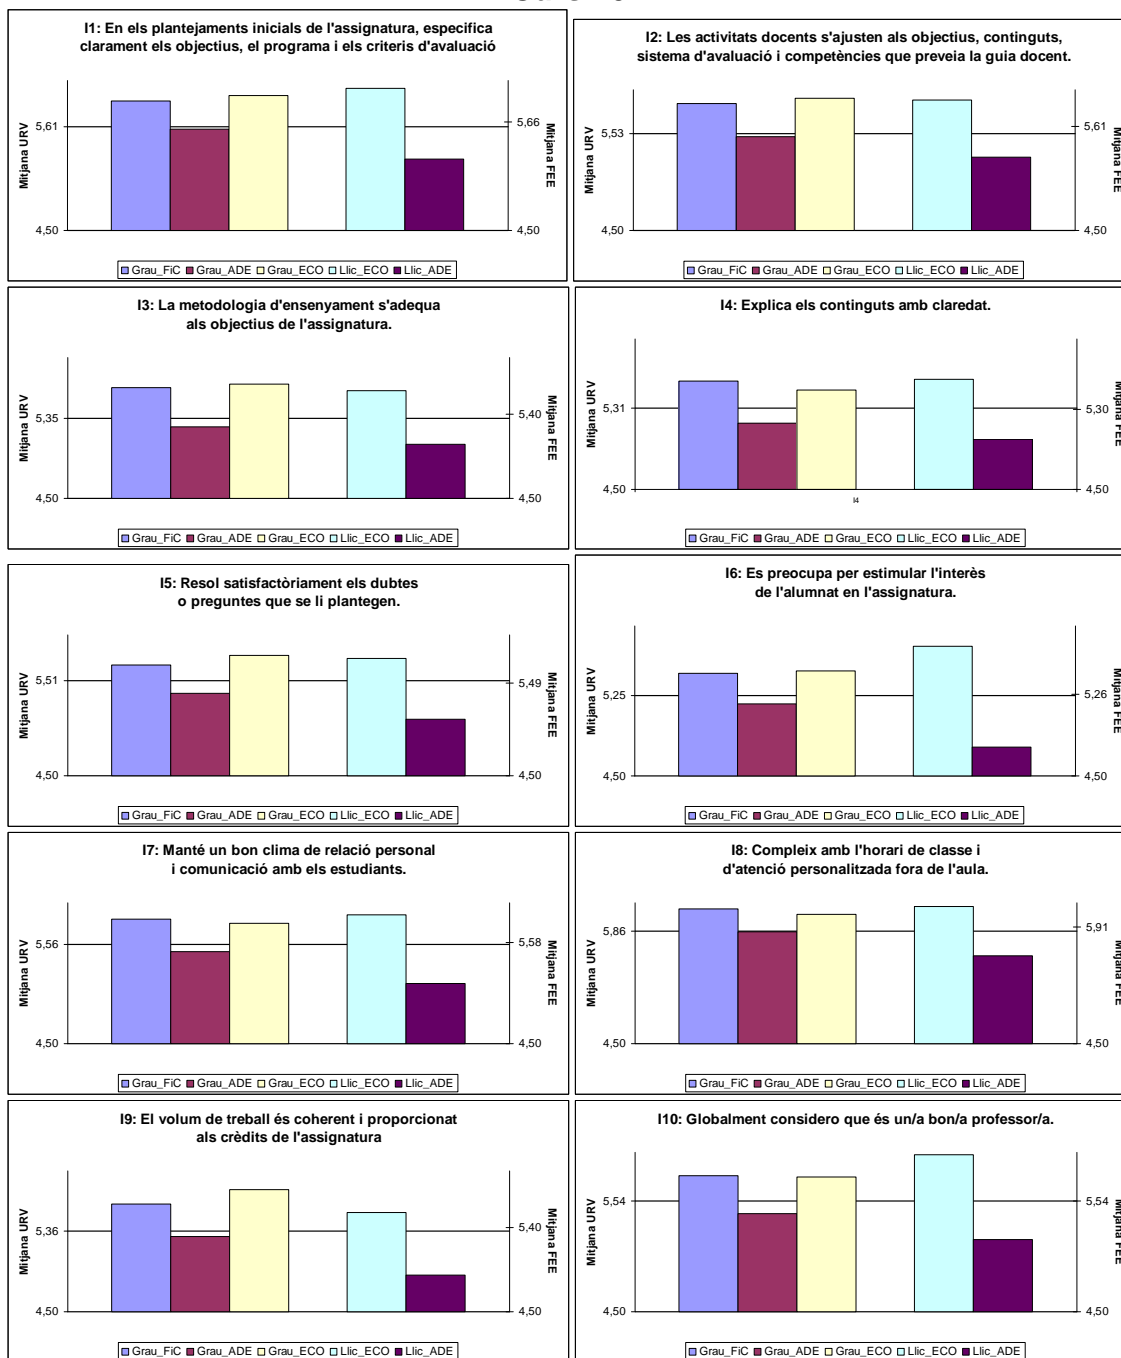 I1: En els plantejaments inicials de l'assignatura, especifica
clarament els objectius, el programa i els criteris d'avaluació
Mitjana URV
5,61
4,50
5,66
4,50
Mitjana FEE
Grau_FiC Grau_ADE Grau_ECO Llic_ECO Llic_ADE
I2: Les activitats docents s'ajusten als objectius, continguts,
sistema d'avaluació i competències que preveia la guia docent.
Mitjana URV
5,53
4,50
5,61
4,50
Mitjana FEE
Grau_FiC Grau_ADE Grau_ECO Llic_ECO Llic_ADE
I3: La metodologia d'ensenyament s'adequa
als objectius de l'assignatura.
Mitjana URV
5,35
4,50
5,40
4,50
Mitjana FEE
Grau_FiC Grau_ADE Grau_ECO Llic_ECO Llic_ADE
I4: Explica els continguts amb claredat.
Mitjana URV
5,31
4,50
5,30
4,50
Mitjana FEE
I4
Grau_FiC Grau_ADE Grau_ECO Llic_ECO Llic_ADE
I5: Resol satisfactòriament els dubtes
o preguntes que se li plantegen.
Mitjana URV
5,51
4,50
5,49
4,50
Mitjana FEE
Grau_FiC Grau_ADE Grau_ECO Llic_ECO Llic_ADE
I6: Es preocupa per estimular l'interès
de l'alumnat en l'assignatura.
Mitjana URV
5,25
4,50
5,26
4,50
Mitjana FEE
Grau_FiC Grau_ADE Grau_ECO Llic_ECO Llic_ADE
I7: Manté un bon clima de relació personal
i comunicació amb els estudiants.
Mitjana URV
5,56
4,50
5,58
4,50
Mitjana FEE
Grau_FiC Grau_ADE Grau_ECO Llic_ECO Llic_ADE
I8: Compleix amb l'horari de classe i
d'atenció personalitzada fora de l'aula.
Mitjana URV
5,86
4,50
5,91
4,50
Mitjana FEE
Grau_FiC Grau_ADE Grau_ECO Llic_ECO Llic_ADE
I9: El volum de treball és coherent i proporcionat
als crèdits de l'assignatura
Mitjana URV
5,36
4,50
5,40
4,50
Mitjana FEE
Grau_FiC Grau_ADE Grau_ECO Llic_ECO Llic_ADE
I10: Globalment considero que és un/a bon/a professor/a.
Mitjana URV
5,54
4,50
5,54
4,50
Mitjana FEE
Grau_FiC Grau_ADE Grau_ECO Llic_ECO Llic_ADE